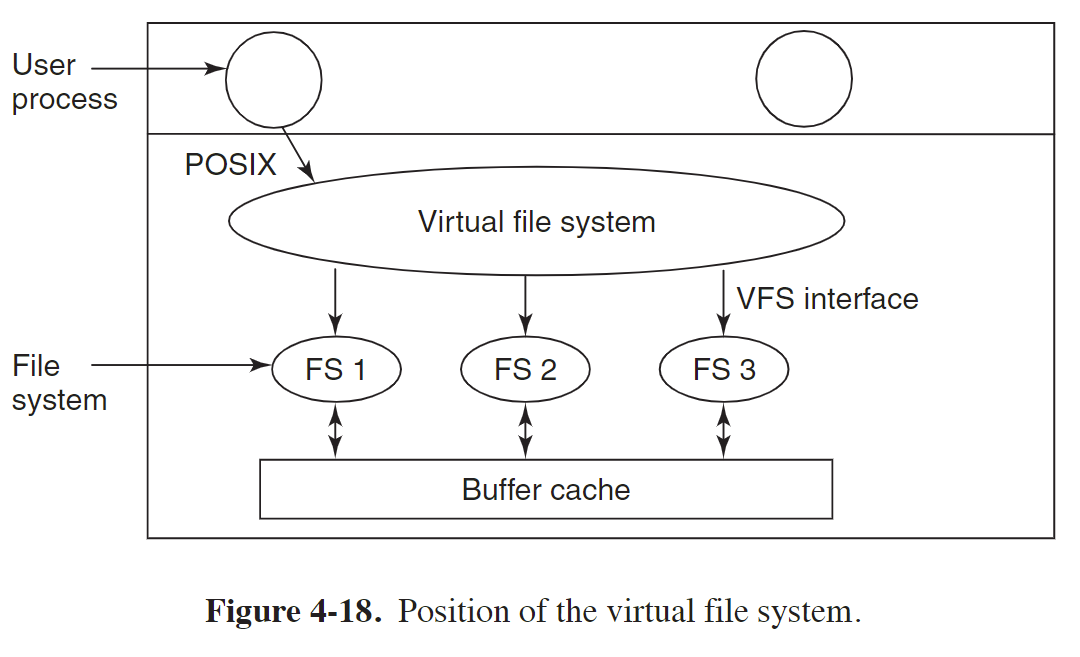 User
process
POSIX
Virtual file system
VFS interface
File
system
FS 1
FS 2
FS 3
Buffer cache
Figure 4-18. Position of the virtual file system.